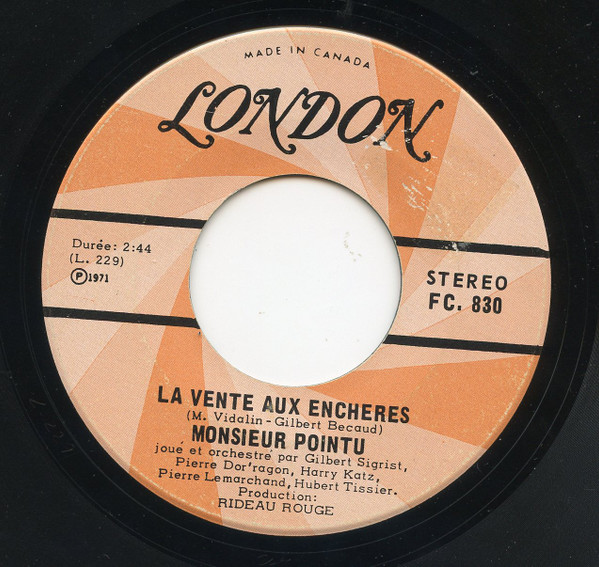 MADE IN CANADA
LONDON
Durée: 2:44
(L. 229)
Ⓟ1971
STEREO
FC. 830
LA VENTE AUX ENCHERES
(M. Vidalin - Gilbert Becaud)
MONSIEUR POINTU
joué et orchestré par Gilbert Sigrist,
Pierre Dor'ragon, Harry Katz,
Pierre Lemarchand, Hubert Tissier.
Production:
RIDEAU ROUGE